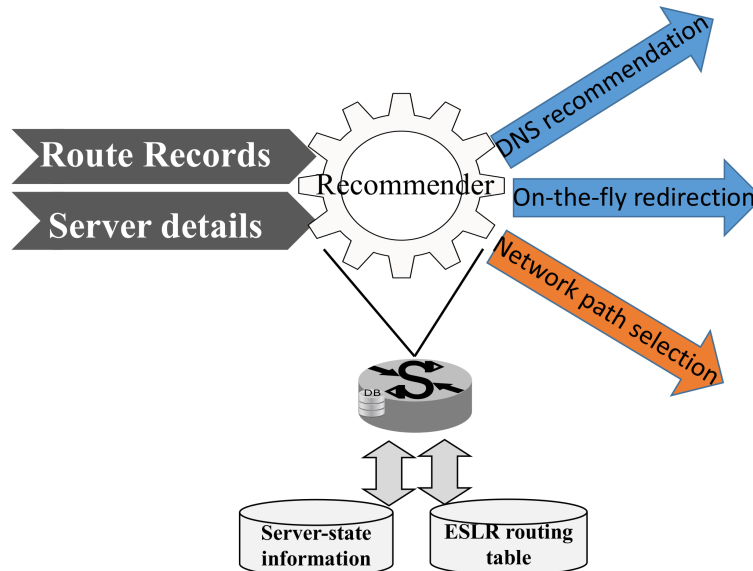 DNS recommendation
Route Records
Recommender
On-the-fly redirection
Server details
Network path selection
S
DB
Server-state
information
ESLR routing
table